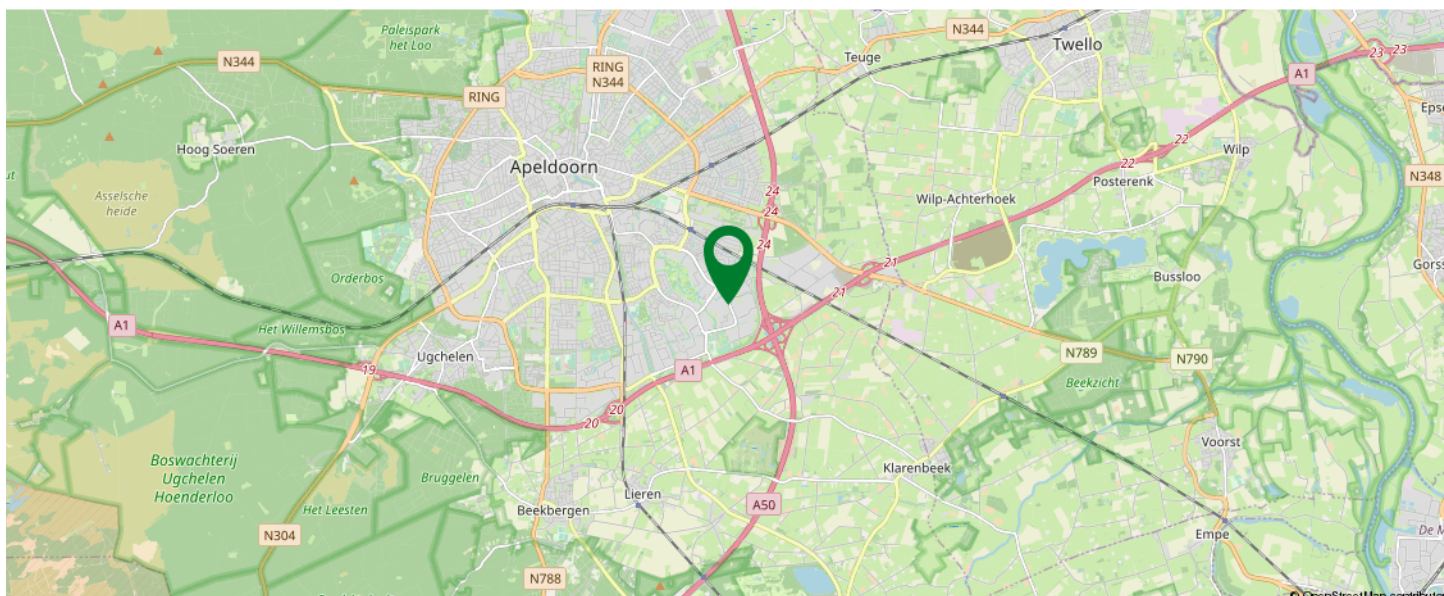 Paleispark
het Loo
N344
RING
N344
Teuge
N344
Twello
23
23
A1
N344
RING
Hoog Soeren
Apeldoorn
22
22
Wilp
Posterenk
N348
Asselsche
heide
Wilp-Achterhoek
24
24
24
21
21
Orderbos
Bussloo
A1
Het Willemsbos
Ugchelen
19
A1
N789
N790
Beekzicht
20
20
Voorst
Boswachterij
Ugchelen
Hoenderloo
Bruggelen
Klarenbeek
Het Leesten
Lieren
Beekbergen
A50
N304
Empe
N788
© OpenStreetMap